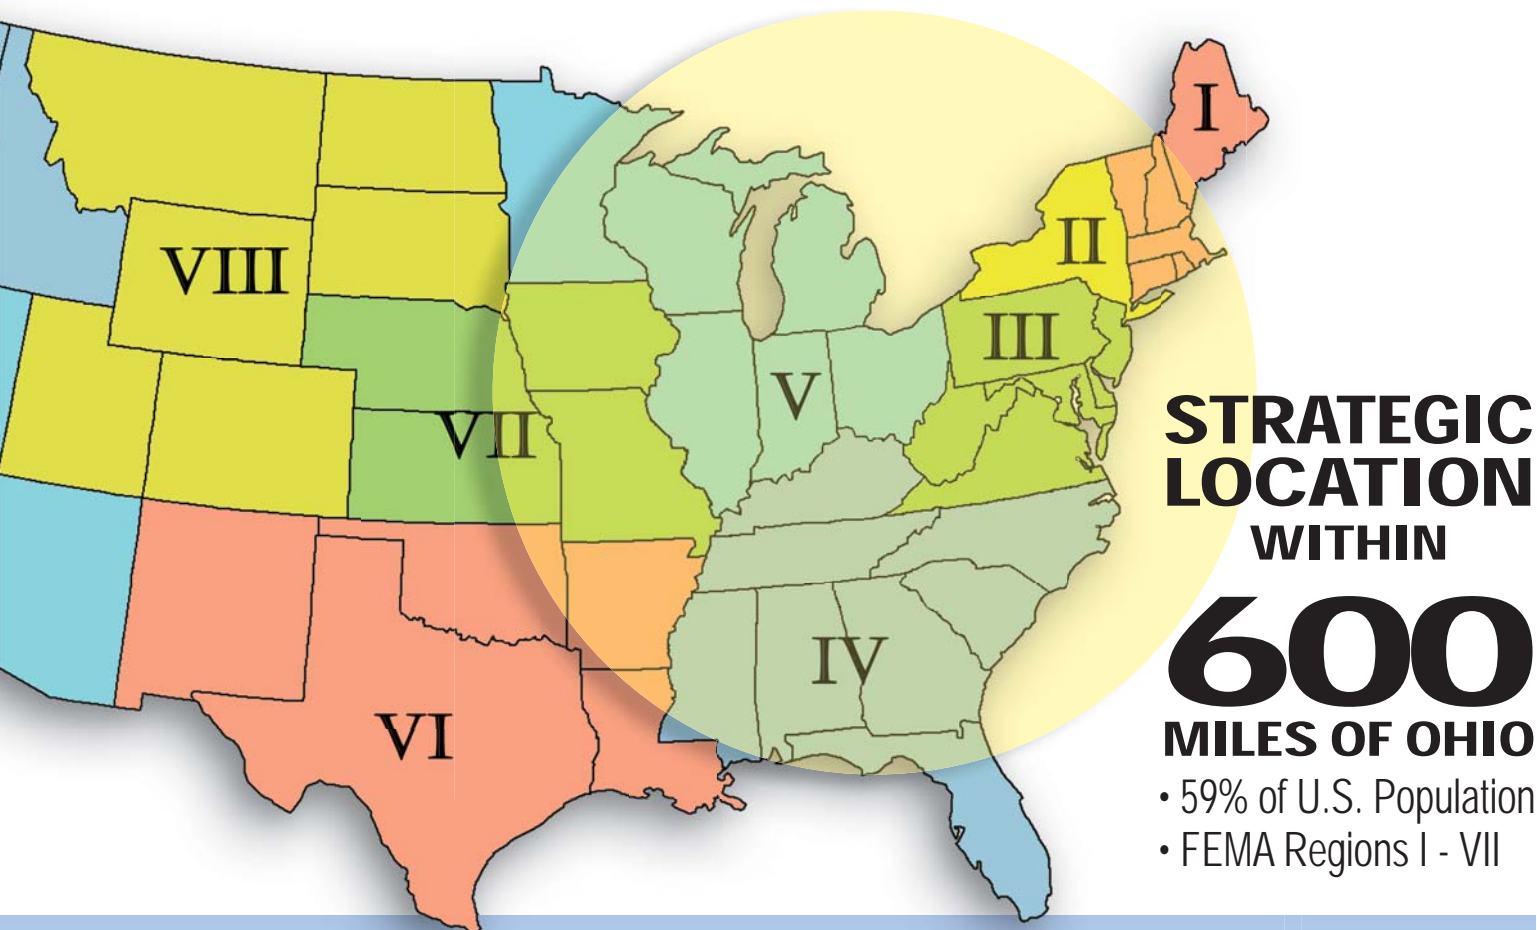 I
II
VIII
III
V
VII
IV
VI
STRATEGIC
LOCATION
WITHIN
600
MILES OF OHIO
• 59% of U.S. Population
• FEMA Regions I - VII